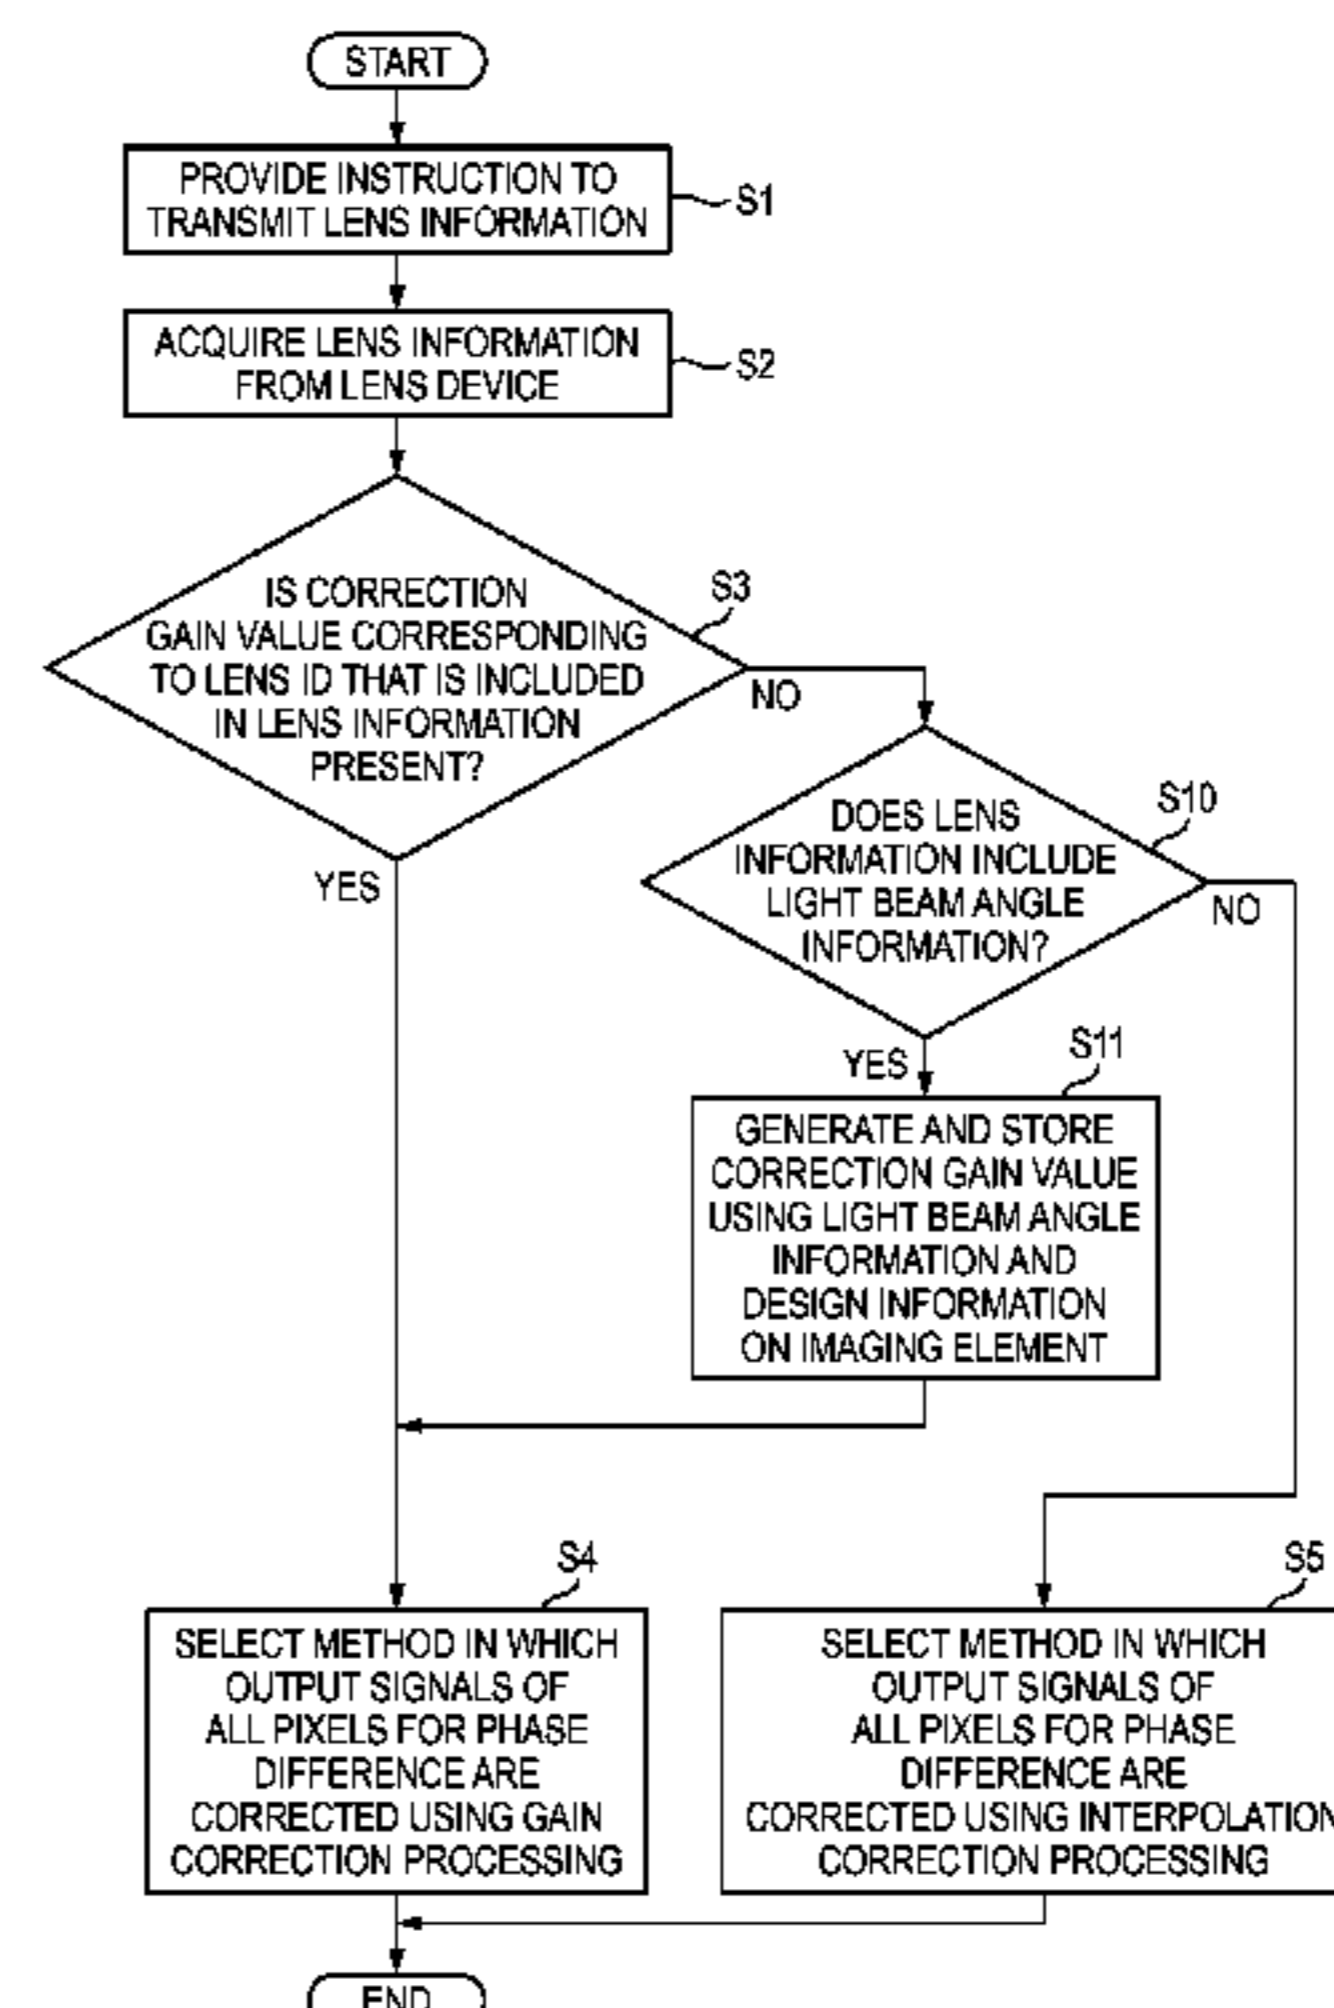 START
PROVIDE INSTRUCTION TO
TRANSMIT LENS INFORMATION
S1
ACQUIRE LENS INFORMATION
FROM LENS DEVICE
S2
IS CORRECTION
GAIN VALUE CORRESPONDING
TO LENS ID THAT IS INCLUDED
IN LENS INFORMATION
PRESENT?
S3
NO
YES
DOES LENS
INFORMATION INCLUDE
LIGHT BEAM ANGLE
INFORMATION?
S10
NO
YES
S11
GENERATE AND STORE
CORRECTION GAIN VALUE
USING LIGHT BEAM ANGLE
INFORMATION AND
DESIGN INFORMATION
ON IMAGING ELEMENT
S4
SELECT METHOD IN WHICH
OUTPUT SIGNALS OF
ALL PIXELS FOR PHASE
DIFFERENCE ARE
CORRECTED USING GAIN
CORRECTION PROCESSING
S5
SELECT METHOD IN WHICH
OUTPUT SIGNALS OF
ALL PIXELS FOR PHASE
DIFFERENCE ARE
CORRECTED USING INTERPOLATION
CORRECTION PROCESSING
END